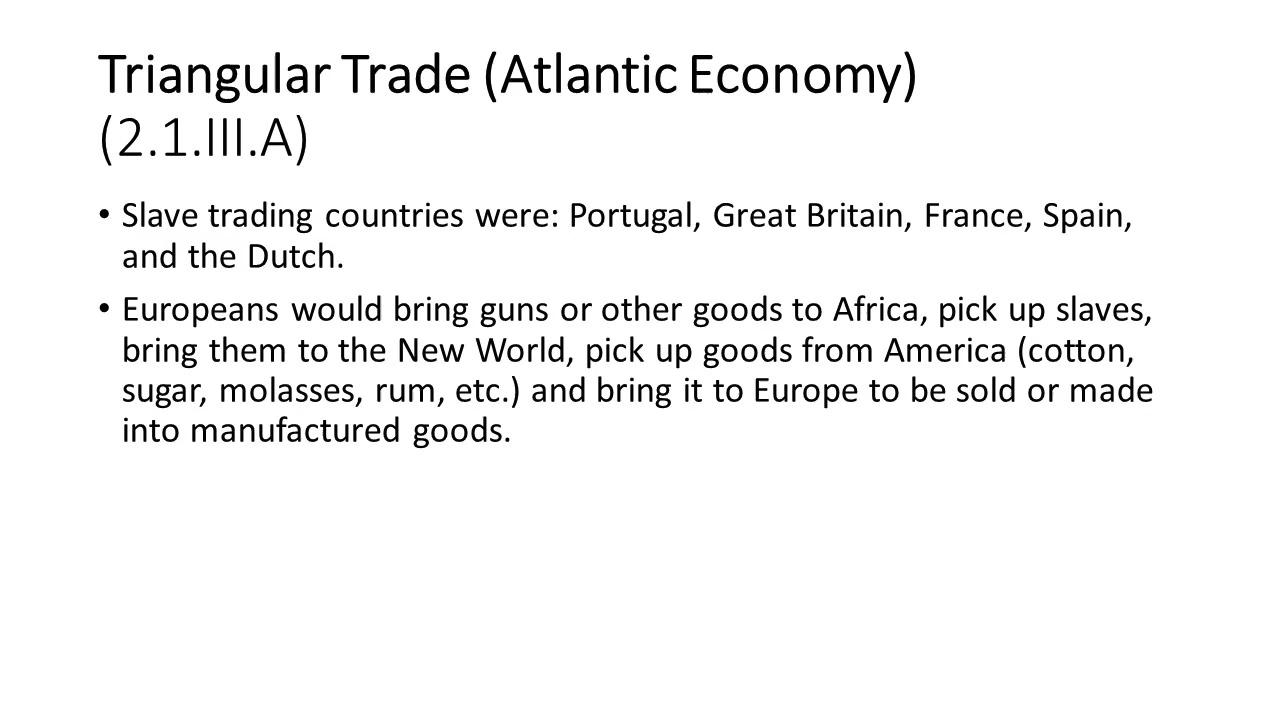 Triangular Trade (Atlantic Economy)
(2.1.III.A)
• Slave trading countries were: Portugal, Great Britain, France, Spain,
and the Dutch.
• Europeans would bring guns or other goods to Africa, pick up slaves,
bring them to the New World, pick up goods from America (cotton,
sugar, molasses, rum, etc.) and bring it to Europe to be sold or made
into manufactured goods.